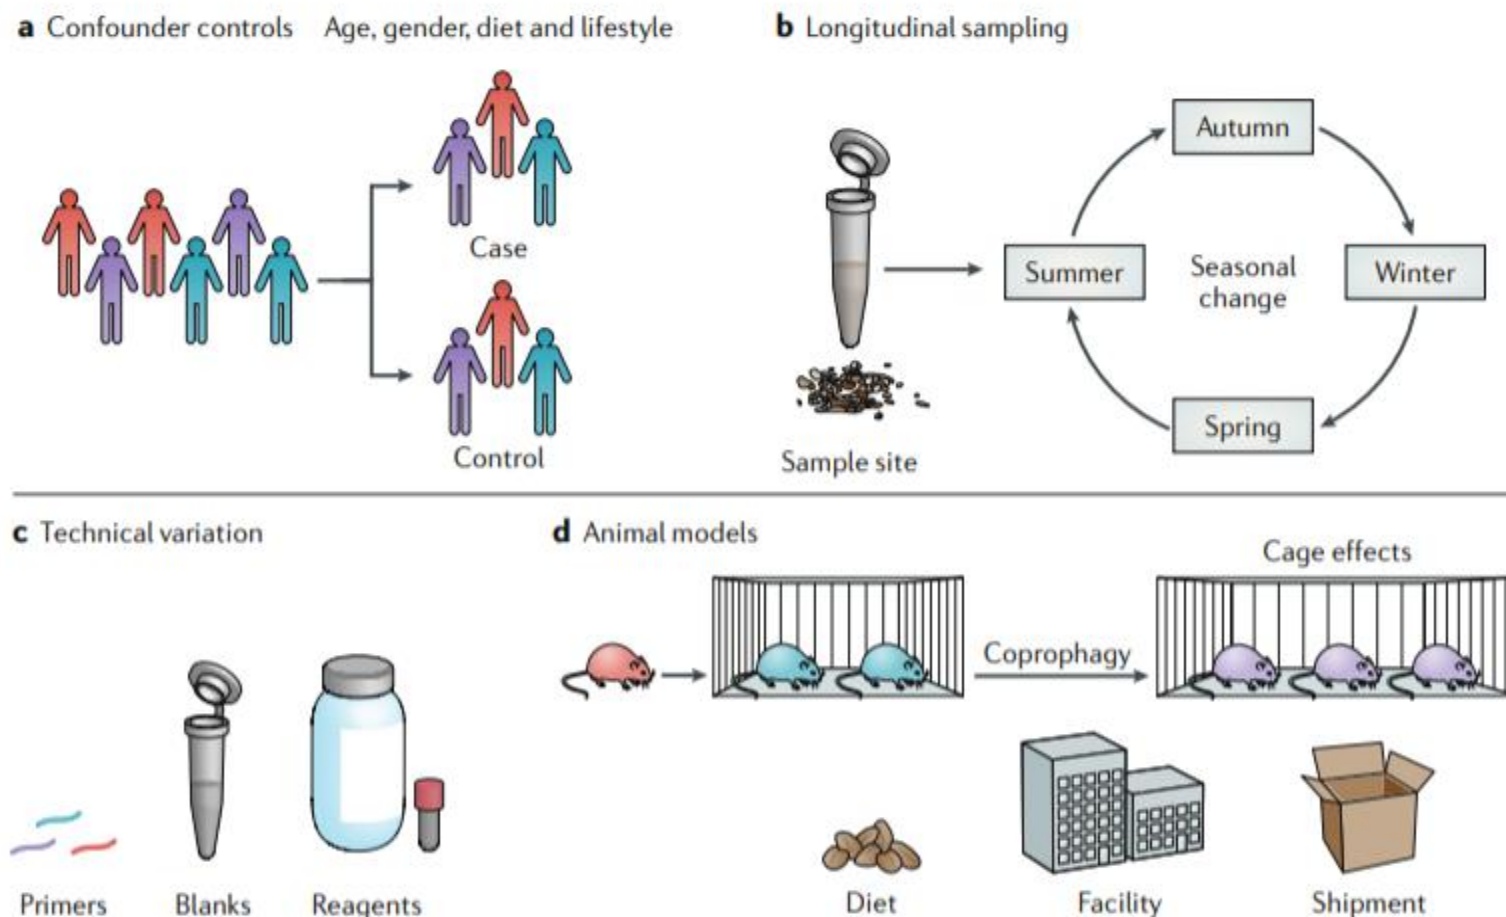 a Confounder controls Age, gender, diet and lifestyle
Case
Control
b Longitudinal sampling
Sample site
Autumn
Summer
Seasonal
change
Winter
Spring
c Technical variation
Primers Blanks Reagents
d Animal models
Cage effects
Coprophagy
Diet Facility Shipment